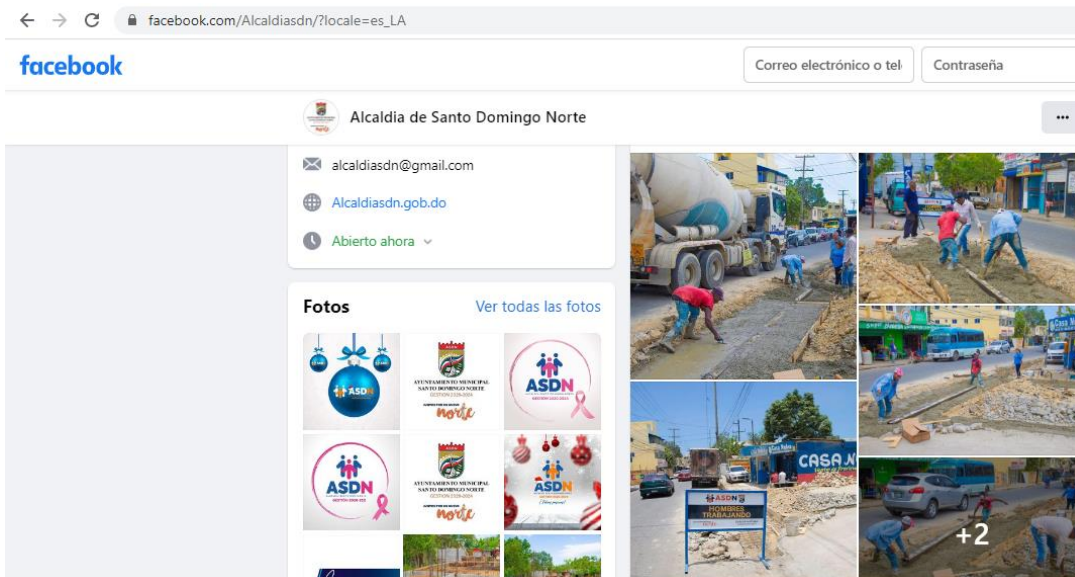 facebook.com/Alcaldiasdn/?locale=es_LA
facebook
Correo electrónico o tel
Contraseña
Alcaldia de Santo Domingo Norte
alcaldiasdn@gmail.com
Alcaldiasdn.gob.do
Abierto ahora
Fotos
Ver todas las fotos
ASDN
AYUNTAMIENTO MUNICIPAL
SANTO DOMINGO NORTE
norte
ASDN
ASDN
AYUNTAMIENTO MUNICIPAL
SANTO DOMINGO NORTE
norte
ASDN
CASA N
ASDN
HOMBRES
TRABAJANDO
+2